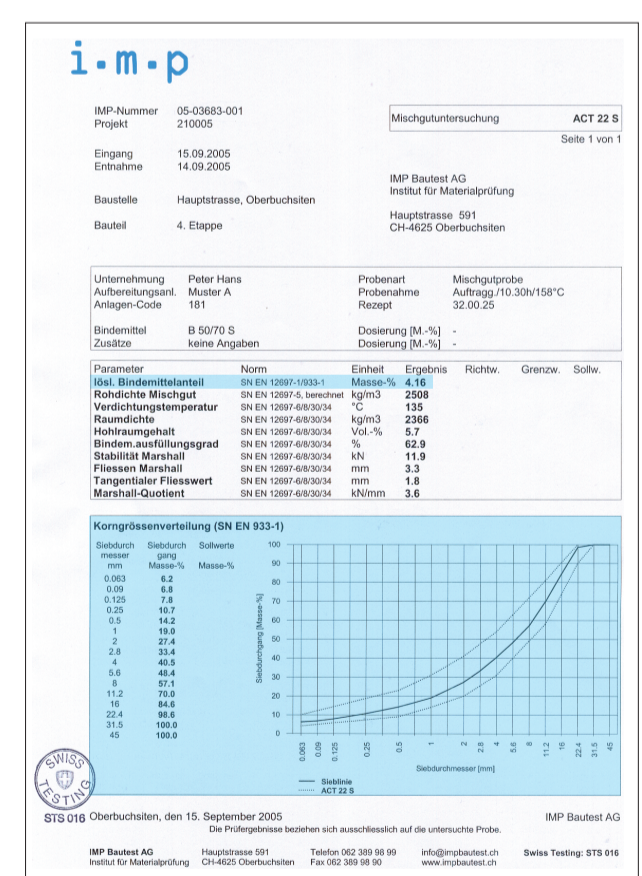 i.m.p
IMP-Nummer 05-03683-001
Projekt 210005
Mischgutuntersuchung ACT 22 S
Seite 1 von 1
Eingang 15.09.2005
Entnahme 14.09.2005
IMP Bautest AG
Institut für Materialprüfung
Baustelle Hauptstrasse, Oberbuchsiten
Hauptstrasse 591
CH-4625 Oberbuchsiten
Bauteil 4. Etappe
Unternehmung Peter Hans Probenart Mischgutprobe
Aufbereitungsanl. Muster A Probenahme Auftragg./10.30h/158°C
Anlagen-Code 181 Rezept 32.00.25
Bindemittel B 50/70 S Dosierung [M.-%] -
Zusätze keine Angaben Dosierung [M.-%] -
Parameter Norm Einheit Ergebnis Richtw. Grenzw. Sollw.
lösl. Bindemittelanteil SN EN 12697-1/933-1 Masse-% 4.16
Rohdichte Mischgut SN EN 12697-5, berechnet kg/m3 2508
Verdichtungstemperatur SN EN 12697-6/8/30/34 °C 135
Raumdichte SN EN 12697-6/8/30/34 kg/m3 2366
Hohlraumgehalt SN EN 12697-6/8/30/34 Vol.-% 5.7
Bindem.ausfüllungsgrad SN EN 12697-6/8/30/34 % 62.9
Stabilität Marshall SN EN 12697-6/8/30/34 kN 11.9
Fliessen Marshall SN EN 12697-6/8/30/34 mm 3.3
Tangentialer Fliesswert SN EN 12697-6/8/30/34 mm 1.8
Marshall-Quotient SN EN 12697-6/8/30/34 kN/mm 3.6
Korngrössenverteilung (SN EN 933-1)
Siebdurch Siebdurch Sollwerte
messer gang
mm Masse-% Masse-%
0.063 6.2
0.09 6.8
0.125 7.8
0.25 10.7
0.5 14.2
1 19.0
2 27.4
2.8 33.4
4 40.5
5.6 48.4
8 57.1
11.2 70.0
16 84.6
22.4 98.6
31.5 100.0
45 100.0
Siebdurchgang [Masse-%]
100
90
80
70
60
50
40
30
20
10
0
0.063 0.09 0.125 0.25 0.5 1 2 2.8 4 5.6 8 11.2 16 22.4 31.5 45
Siebdurchmesser [mm]
Sieblinie
ACT 22 S
SWISS
TESTING
STS 016 Oberbuchsiten, den 15. September 2005 IMP Bautest AG
Die Prüfergebnisse beziehen sich ausschliesslich auf die untersuchte Probe.
IMP Bautest AG Hauptstrasse 591 Telefon 062 389 98 99 info@impbautest.ch Swiss Testing: STS 016
Institut für Materialprüfung CH-4625 Oberbuchsiten Fax 062 389 98 90 www.impbautest.ch